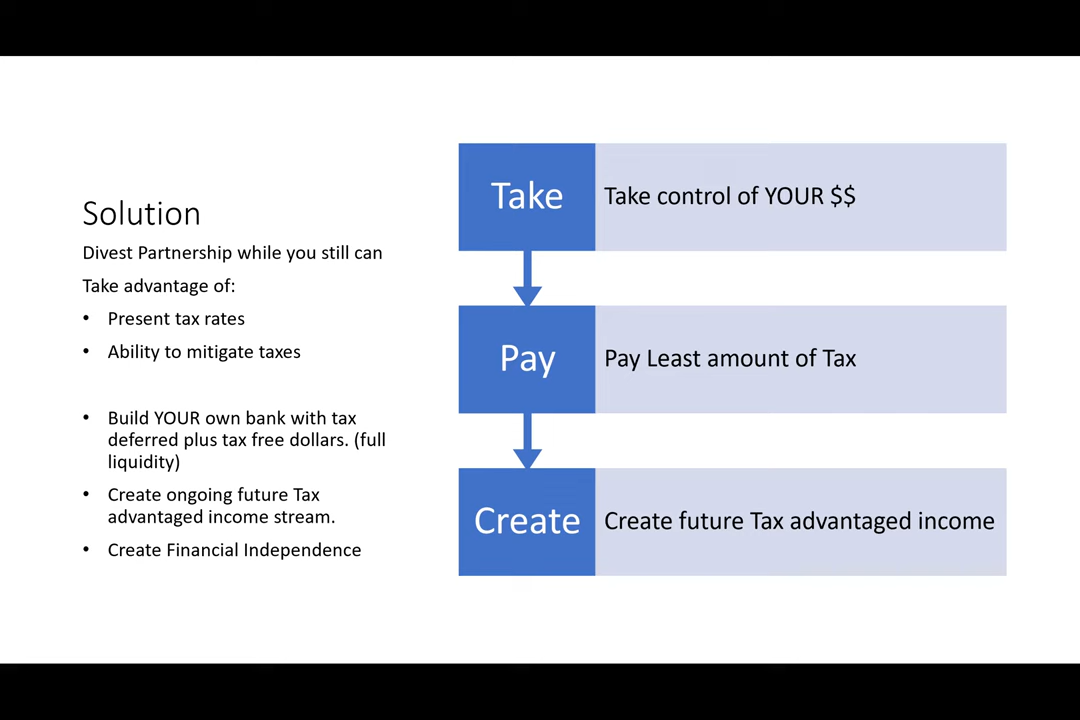 Solution
Divest Partnership while you still can
Take advantage of:
• Present tax rates
• Ability to mitigate taxes
• Build YOUR own bank with tax
deferred plus tax free dollars. (full
liquidity)
• Create ongoing future Tax
advantaged income stream.
• Create Financial Independence
Take
Take control of YOUR $$
Pay
Pay Least amount of Tax
Create
Create future Tax advantaged income